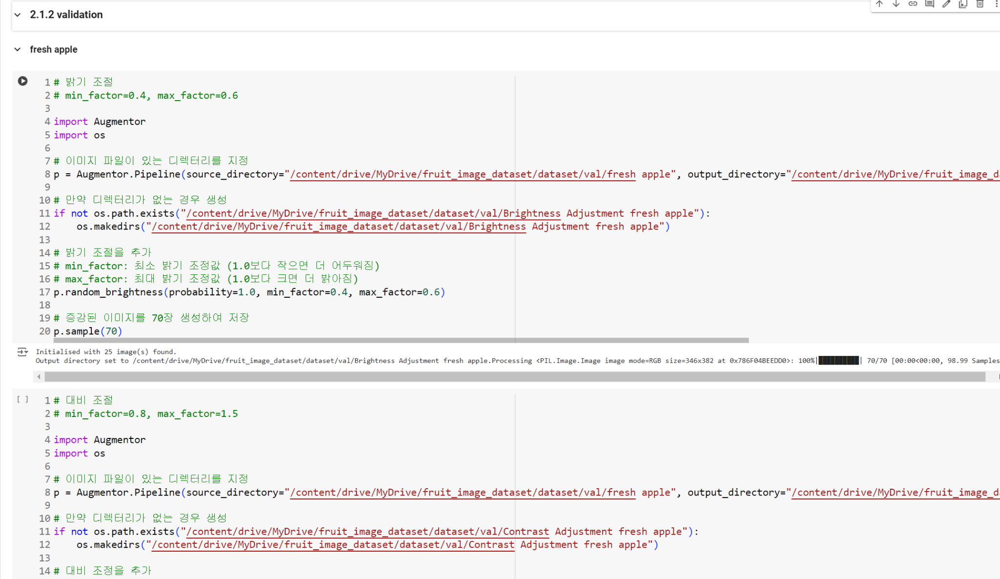 2.1.2 validation
fresh apple
1 # 밝기 조절
2 # min_factor=0.4, max_factor=0.6
3
4 import Augmentor
5 import os
6
7 # 이미지 파일이 있는 디렉터리를 지정
8 p = Augmentor.Pipeline(source_directory="/content/drive/MyDrive/fruit_image_dataset/dataset/val/fresh apple", output_directory="/content/drive/MyDrive/fruit_image_d
9
10 # 만약 디렉터리가 없는 경우 생성
11 if not os.path.exists("/content/drive/MyDrive/fruit_image_dataset/dataset/val/Brightness Adjustment fresh apple"):
12     os.makedirs("/content/drive/MyDrive/fruit_image_dataset/dataset/val/Brightness Adjustment fresh apple")
13
14 # 밝기 조절을 추가
15 # min_factor: 최소 밝기 조정값 (1.0보다 작으면 더 어두워짐)
16 # max_factor: 최대 밝기 조정값 (1.0보다 크면 더 밝아짐)
17 p.random_brightness(probability=1.0, min_factor=0.4, max_factor=0.6)
18
19 # 증강된 이미지를 70장 생성하여 저장
20 p.sample(70)
Initialised with 25 image(s) found.
Output directory set to /content/drive/MyDrive/fruit_image_dataset/dataset/val/Brightness Adjustment fresh apple.Processing <PIL.Image.Image image mode=RGB size=346x382 at 0x786F04BEEDD0>: 100%|██████████| 70/70 [00:00<00:00, 98.99 Samples
[ ]
1 # 대비 조절
2 # min_factor=0.8, max_factor=1.5
3
4 import Augmentor
5 import os
6
7 # 이미지 파일이 있는 디렉터리를 지정
8 p = Augmentor.Pipeline(source_directory="/content/drive/MyDrive/fruit_image_dataset/dataset/val/fresh apple", output_directory="/content/drive/MyDrive/fruit_image_d
9
10 # 만약 디렉터리가 없는 경우 생성
11 if not os.path.exists("/content/drive/MyDrive/fruit_image_dataset/dataset/val/Contrast Adjustment fresh apple"):
12     os.makedirs("/content/drive/MyDrive/fruit_image_dataset/dataset/val/Contrast Adjustment fresh apple")
13
14 # 대비 조정을 추가